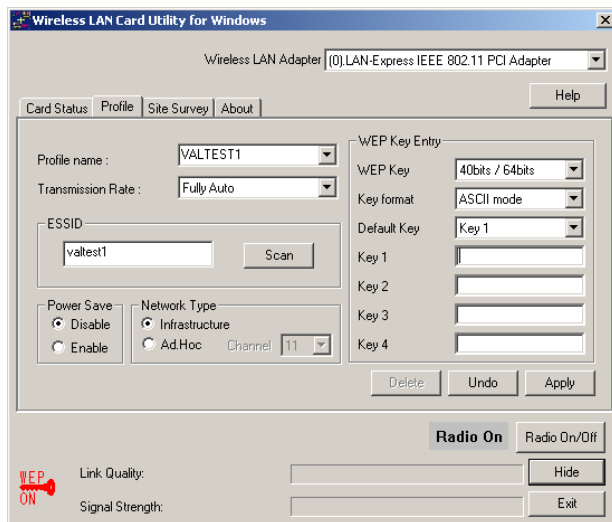 Wireless LAN Card Utility for Windows
Wireless LAN Adapter (0).LAN-Express IEEE 802.11 PCI Adapter
Help
Card Status Profile Site Survey About
Profile name : VALTEST1
Transmission Rate : Fully Auto
ESSID
valtest1 Scan
Power Save
Disable
Enable
Network Type
Infrastructure
Ad.Hoc Channel 11
WEP Key Entry
WEP Key 40bits / 64bits
Key format ASCII mode
Default Key Key 1
Key 1
Key 2
Key 3
Key 4
Delete Undo Apply
Radio On Radio On/Off
WEP
ON
Link Quality: Hide
Signal Strength: Exit